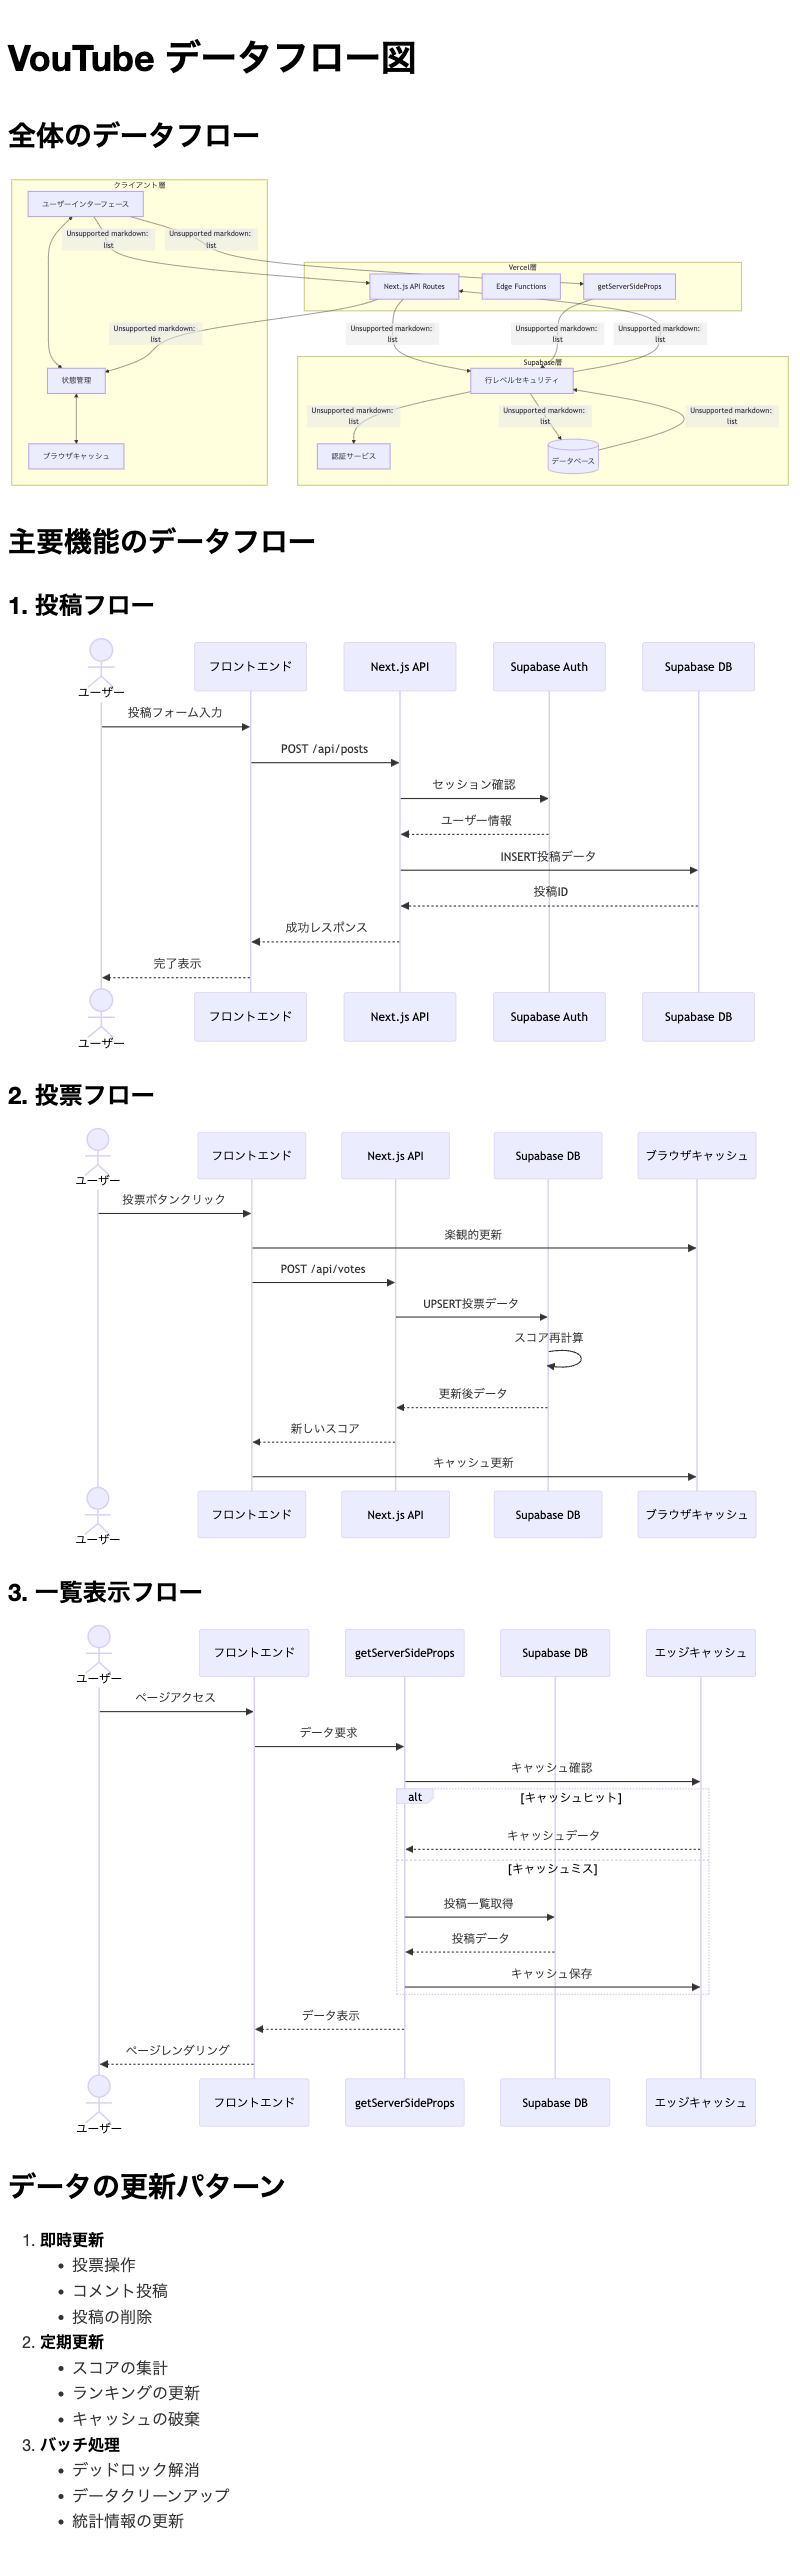 VouTube データフロー図
全体のデータフロー
クライアント層
ユーザーインターフェース
Unsupported markdown: list
Unsupported markdown: list
Vercel層
Next.js API Routes
Edge Functions
getServerSideProps
Unsupported markdown: list
Unsupported markdown: list
Unsupported markdown: list
Unsupported markdown: list
Supabase層
状態管理
行レベルセキュリティ
Unsupported markdown: list
Unsupported markdown: list
Unsupported markdown: list
ブラウザキャッシュ
認証サービス
データベース
主要機能のデータフロー
1. 投稿フロー
ユーザー
フロントエンド
Next.js API
Supabase Auth
Supabase DB
投稿フォーム入力
POST /api/posts
セッション確認
ユーザー情報
INSERT投稿データ
投稿ID
成功レスポンス
完了表示
ユーザー
フロントエンド
Next.js API
Supabase Auth
Supabase DB
2. 投票フロー
ユーザー
フロントエンド
Next.js API
Supabase DB
ブラウザキャッシュ
投票ボタンクリック
楽観的更新
POST /api/votes
UPSERT投票データ
スコア再計算
更新後データ
新しいスコア
キャッシュ更新
ユーザー
フロントエンド
Next.js API
Supabase DB
ブラウザキャッシュ
3. 一覧表示フロー
ユーザー
フロントエンド
getServerSideProps
Supabase DB
エッジキャッシュ
ページアクセス
データ要求
キャッシュ確認
alt
[キャッシュヒット]
キャッシュデータ
[キャッシュミス]
投稿一覧取得
投稿データ
キャッシュ保存
データ表示
ページレンダリング
ユーザー
フロントエンド
getServerSideProps
Supabase DB
エッジキャッシュ
データの更新パターン
1. 即時更新
• 投票操作
• コメント投稿
• 投稿の削除
2. 定期更新
• スコアの集計
• ランキングの更新
• キャッシュの破棄
3. バッチ処理
• デッドロック解消
• データクリーンアップ
• 統計情報の更新